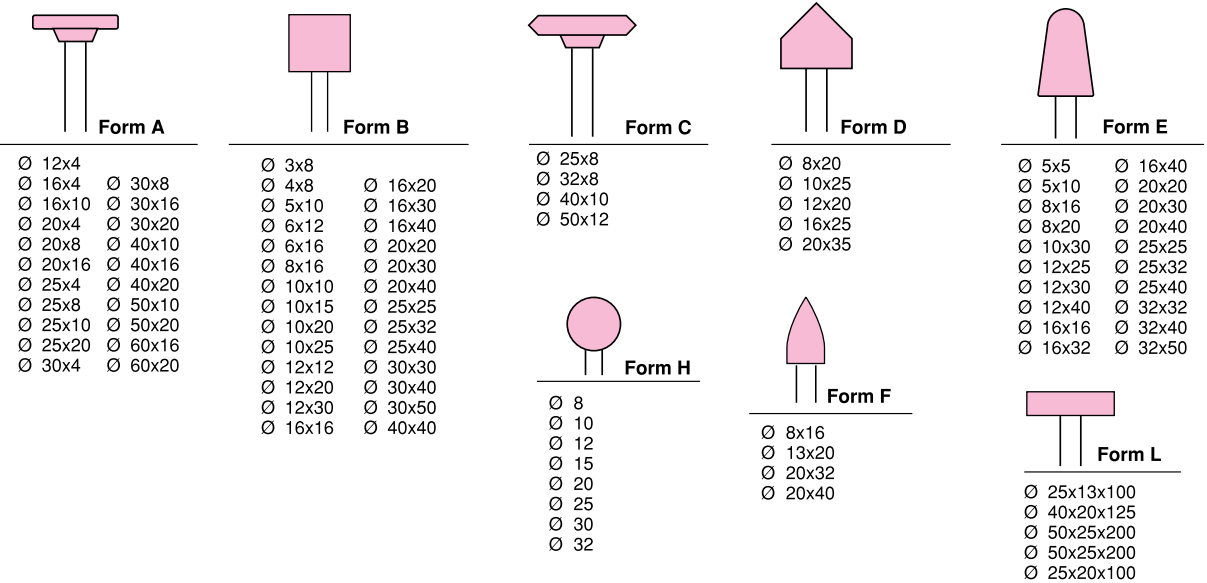 Form A
Ø 12x4
Ø 16x4 Ø 30x8
Ø 16x10 Ø 30x16
Ø 20x4 Ø 30x20
Ø 20x8 Ø 40x10
Ø 20x16 Ø 40x16
Ø 25x4 Ø 40x20
Ø 25x8 Ø 50x10
Ø 25x10 Ø 50x20
Ø 25x20 Ø 60x16
Ø 30x4 Ø 60x20
Form B
Ø 3x8
Ø 4x8 Ø 16x20
Ø 5x10 Ø 16x30
Ø 6x12 Ø 16x40
Ø 6x16 Ø 20x20
Ø 8x16 Ø 20x30
Ø 10x10 Ø 20x40
Ø 10x15 Ø 25x25
Ø 10x20 Ø 25x32
Ø 10x25 Ø 25x40
Ø 12x12 Ø 30x30
Ø 12x20 Ø 30x40
Ø 12x30 Ø 30x50
Ø 16x16 Ø 40x40
Form C
Ø 25x8
Ø 32x8
Ø 40x10
Ø 50x12
Form D
Ø 8x20
Ø 10x25
Ø 12x20
Ø 16x25
Ø 20x35
Form E
Ø 5x5 Ø 16x40
Ø 5x10 Ø 20x20
Ø 8x16 Ø 20x30
Ø 8x20 Ø 20x40
Ø 10x30 Ø 25x25
Ø 12x25 Ø 25x32
Ø 12x30 Ø 25x40
Ø 12x40 Ø 32x32
Ø 16x16 Ø 32x40
Ø 16x32 Ø 32x50
Form H
Ø 8
Ø 10
Ø 12
Ø 15
Ø 20
Ø 25
Ø 30
Ø 32
Form F
Ø 8x16
Ø 13x20
Ø 20x32
Ø 20x40
Form L
Ø 25x13x100
Ø 40x20x125
Ø 50x25x200
Ø 50x25x200
Ø 25x20x100